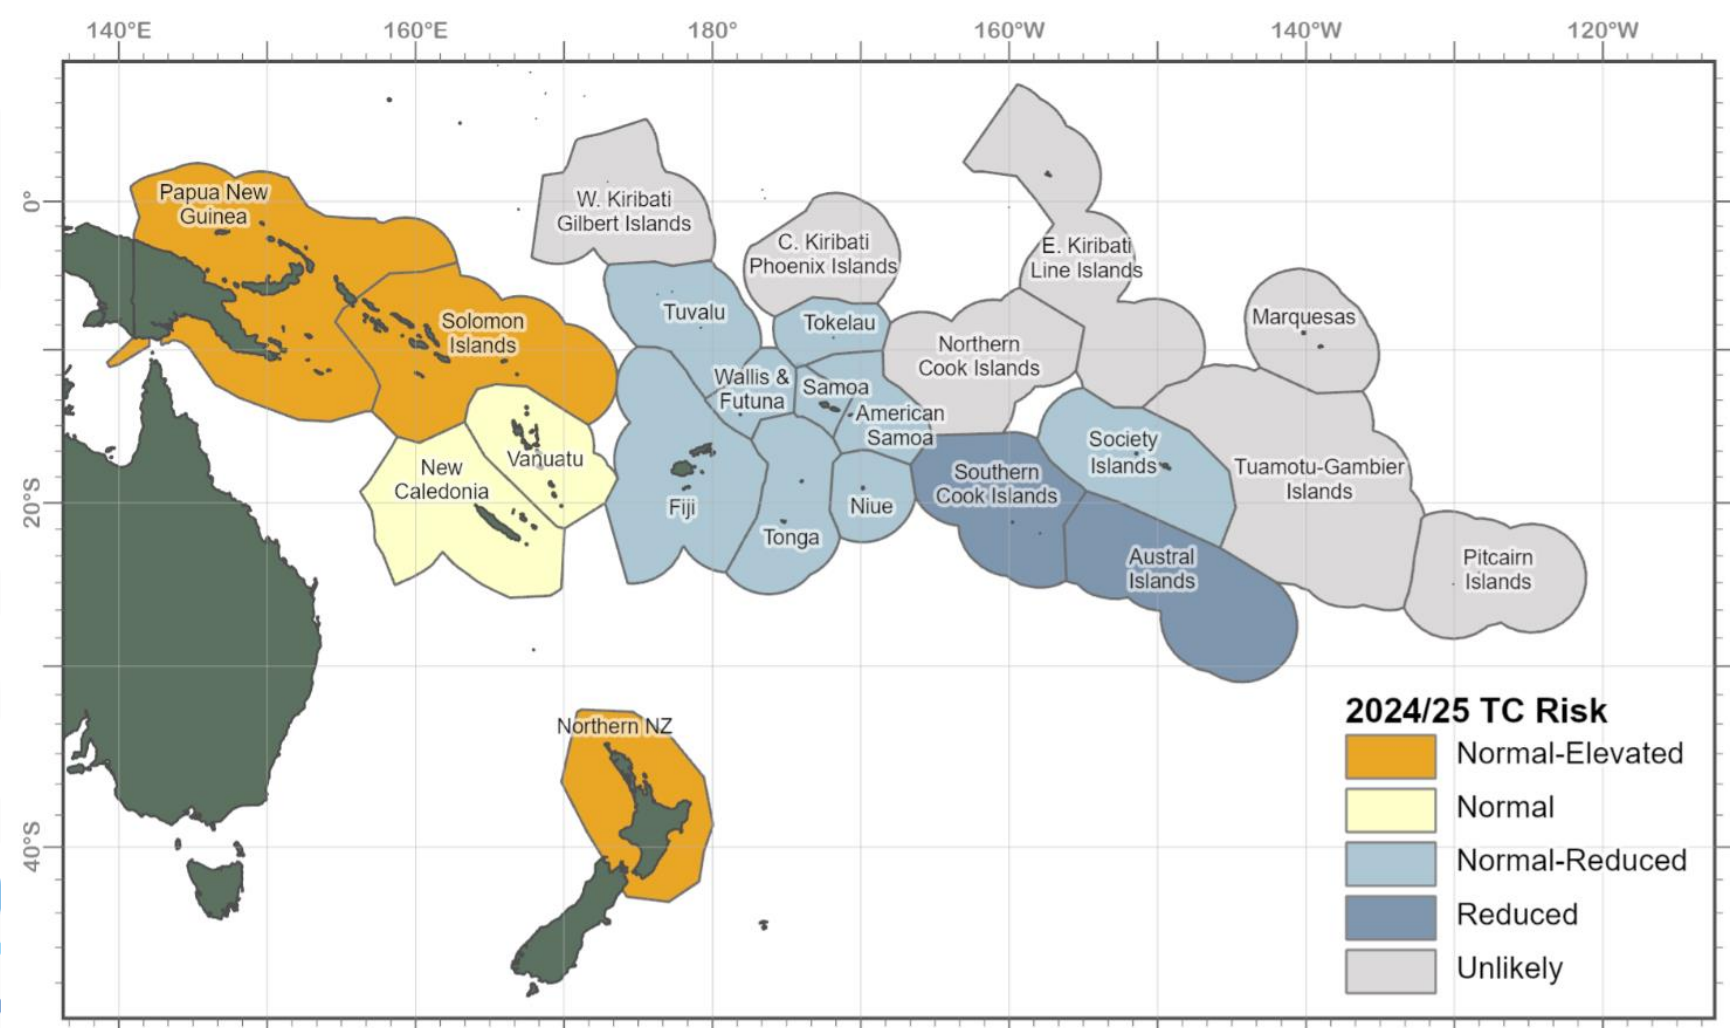 140°E 160°E 180° 160°W 140°W 120°W
0°
20°S
40°S
Papua New
Guinea
W. Kiribati
Gilbert Islands
C. Kiribati
Phoenix Islands
E. Kiribati
Line Islands
Solomon
Islands
Tuvalu
Tokelau
Marquesas
Northern
Cook Islands
Wallis &
Futuna
Samoa
American
Samoa
New
Caledonia
Vanuatu
Fiji
Tonga
Niue
Southern
Cook Islands
Society
Islands
Tuamotu-Gambier
Islands
Austral
Islands
Pitcairn
Islands
Northern NZ
2024/25 TC Risk
Normal-Elevated
Normal
Normal-Reduced
Reduced
Unlikely